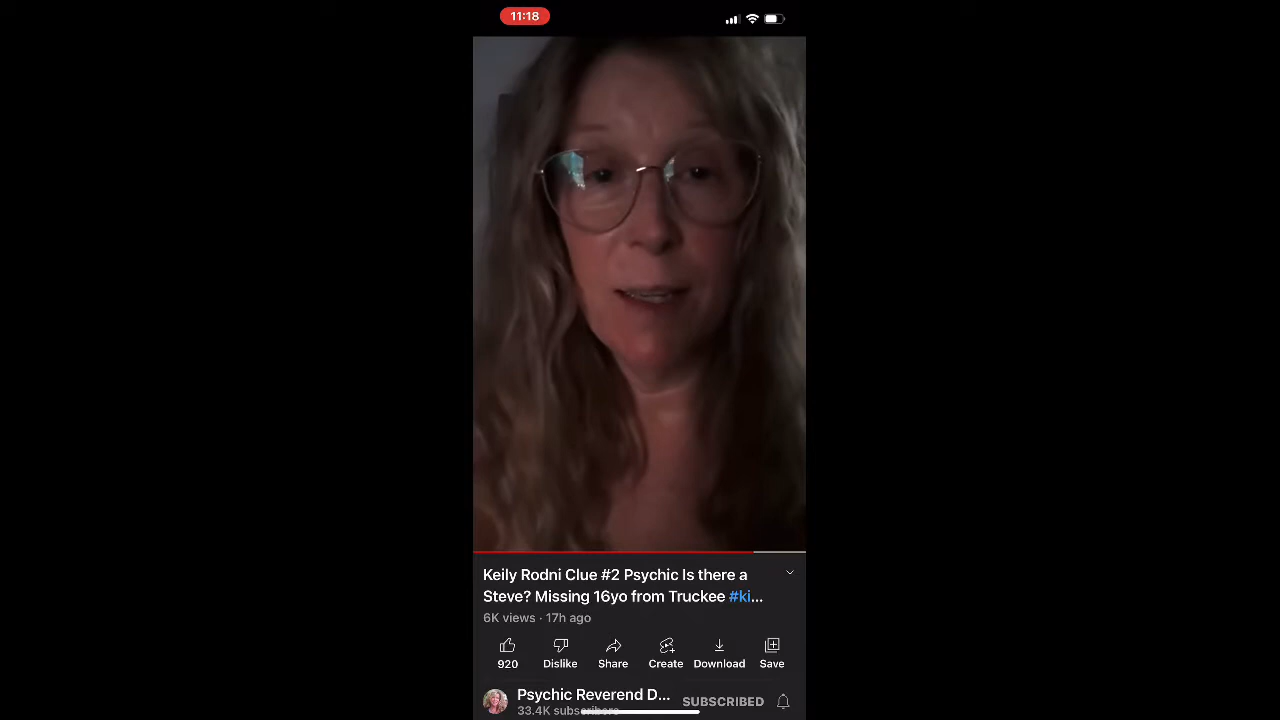 11:18
Keily Rodni Clue #2 Psychic Is there a
Steve? Missing 16yo from Truckee #ki...
6K views · 17h ago
920 Dislike Share Create Download Save
Psychic Reverend D... SUBSCRIBED
33.4K subscribers